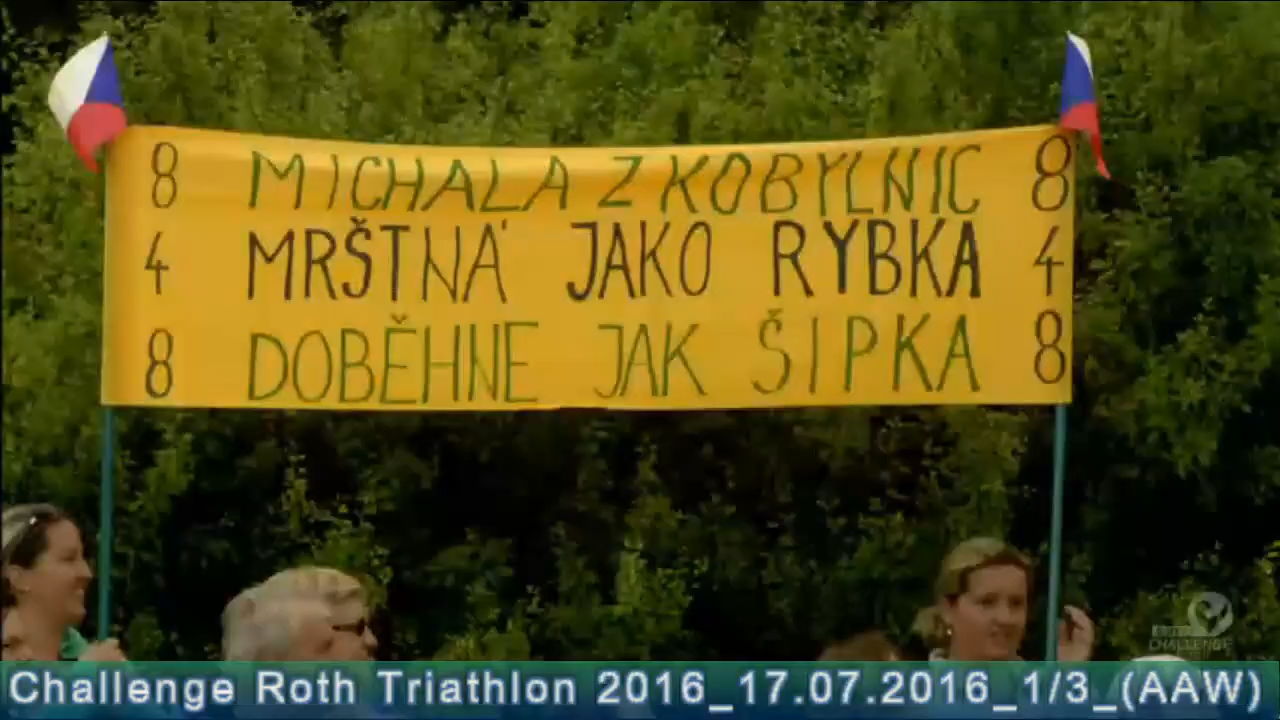 8 MICHALA Z KOBYLNIC 8
4 MRŠTNÁ JAKO RYBKA 4
8 DOBĚHNE JAK ŠIPKA 8
CHALLENGE
Challenge Roth Triathlon 2016_17.07.2016_1/3_(AAW)